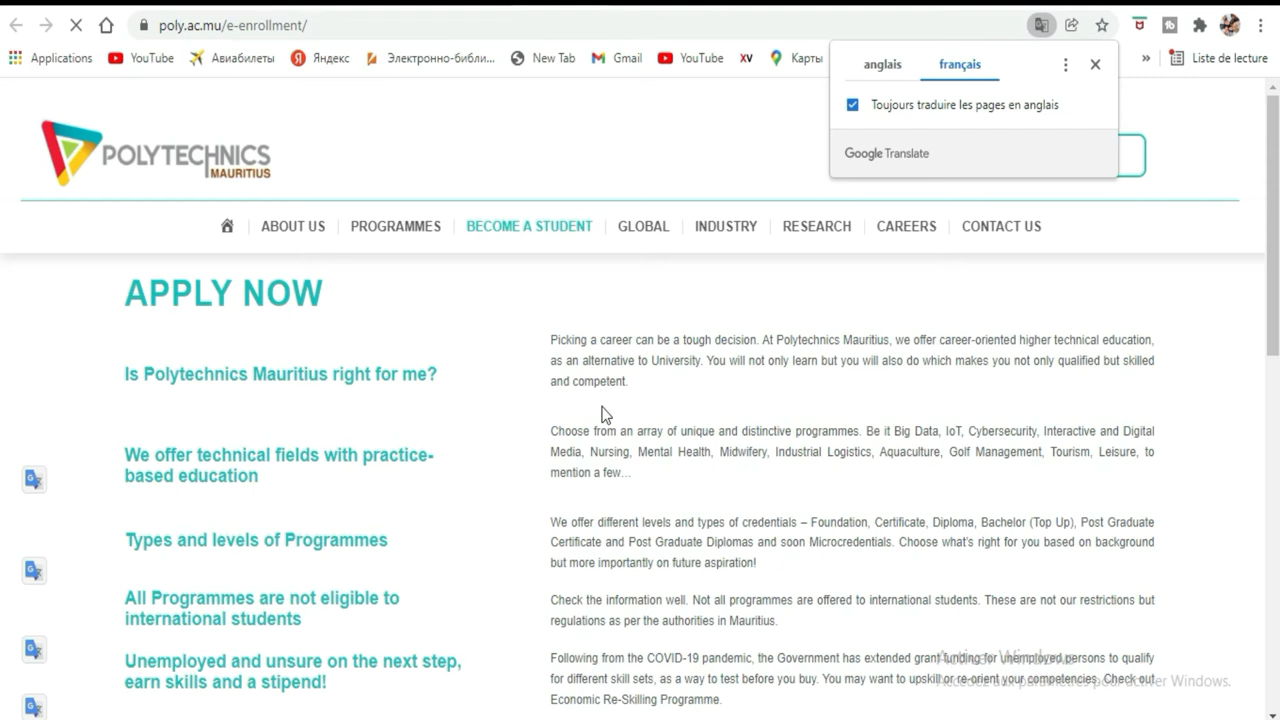 poly.ac.mu/e-enrollment/
Applications YouTube Авиабилеты Яндекс Электронно-библи... New Tab Gmail YouTube XV Карты » Liste de lecture
anglais français
Toujours traduire les pages en anglais
Google Translate
POLYTECHNICS
MAURITIUS
ABOUT US PROGRAMMES BECOME A STUDENT GLOBAL INDUSTRY RESEARCH CAREERS CONTACT US
APPLY NOW
Is Polytechnics Mauritius right for me?
Picking a career can be a tough decision. At Polytechnics Mauritius, we offer career-oriented higher technical education,
as an alternative to University. You will not only learn but you will also do which makes you not only qualified but skilled
and competent.
We offer technical fields with practice-
based education
Choose from an array of unique and distinctive programmes. Be it Big Data, IoT, Cybersecurity, Interactive and Digital
Media, Nursing, Mental Health, Midwifery, Industrial Logistics, Aquaculture, Golf Management, Tourism, Leisure, to
mention a few…
Types and levels of Programmes
We offer different levels and types of credentials – Foundation, Certificate, Diploma, Bachelor (Top Up), Post Graduate
Certificate and Post Graduate Diplomas and soon Microcredentials. Choose what's right for you based on background
but more importantly on future aspiration!
All Programmes are not eligible to
international students
Check the information well. Not all programmes are offered to international students. These are not our restrictions but
regulations as per the authorities in Mauritius.
Unemployed and unsure on the next step,
earn skills and a stipend!
Following from the COVID-19 pandemic, the Government has extended grant funding for unemployed persons to qualify
for different skill sets, as a way to test before you buy. You may want to upskill or re-orient your competencies. Check out
Economic Re-Skilling Programme.
Activer Windows
Accédez aux paramètres pour activer Windows.